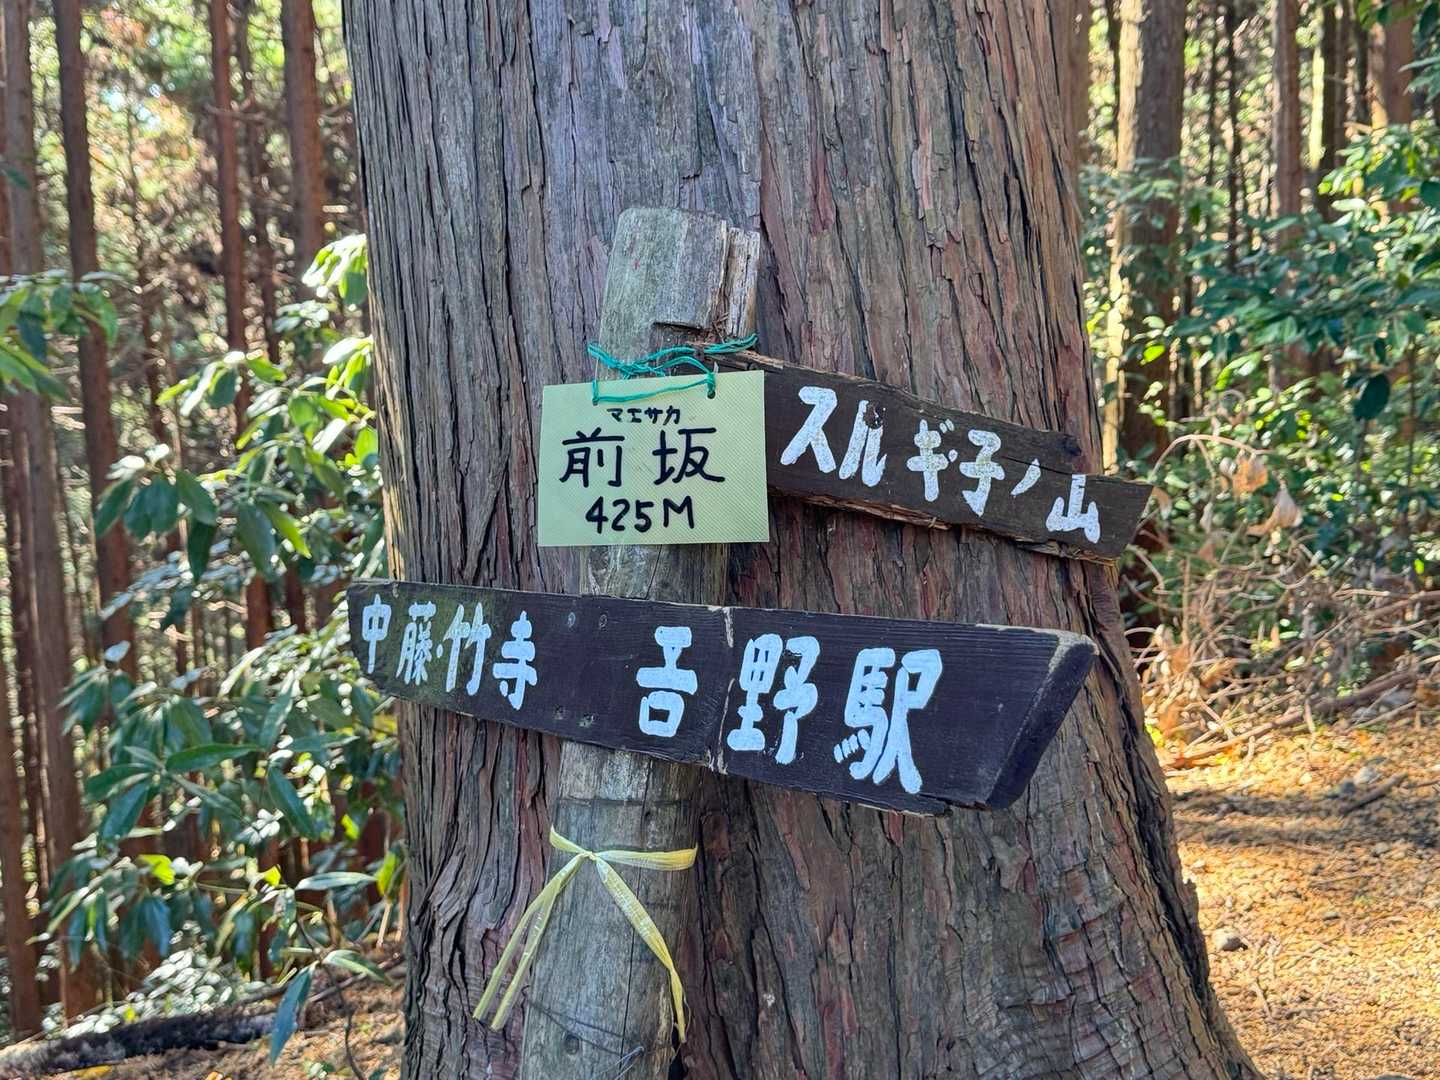 マエサカ
前坂
425M
スルギ子ノ山
中藤・竹寺 吾野駅